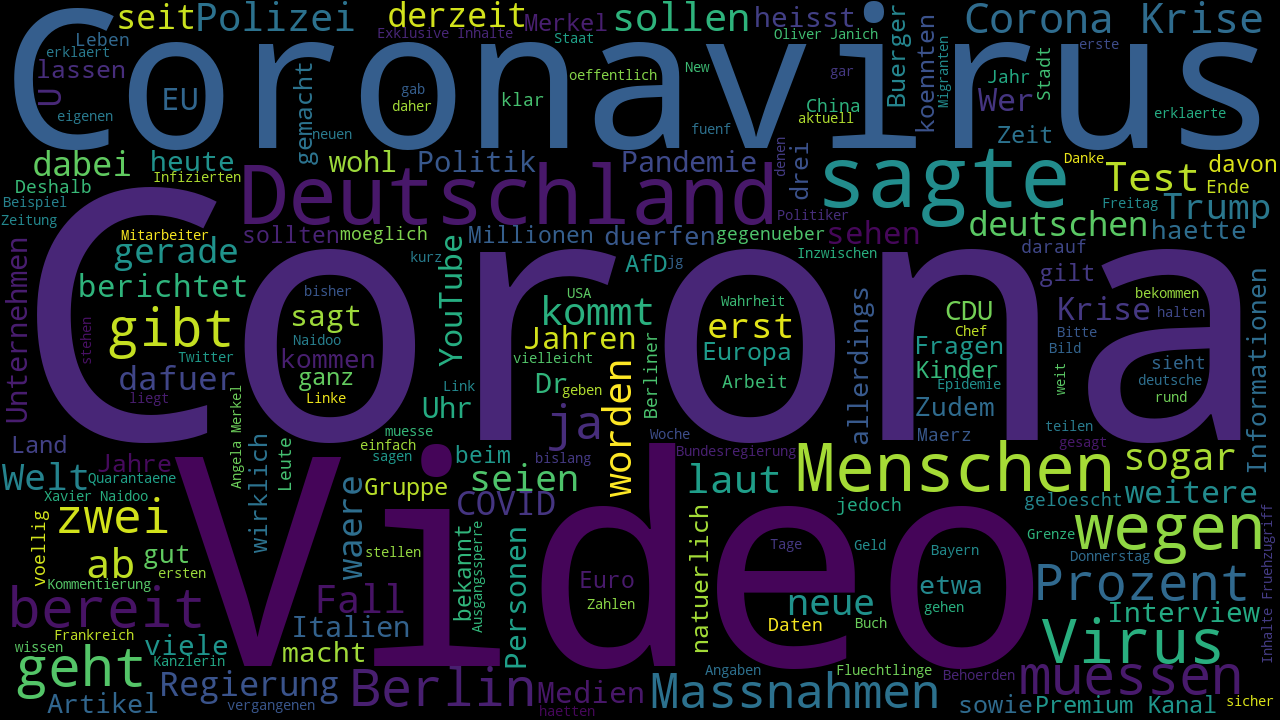 seit
Polizei
derzeit
Merkel
sollen
heisst
Buerger
koennten
Corona Krise
Leben
erklaert
Exklusive Inhalte
Staat
Oliver Janich
erste
Coronavirus
lassen
U
EU
eigenen
gemacht
neuen
gab
daher
klar
oeffentlich
New
fuenf
gar
China
aktuell
Migranten
Wer
Jahr
Stadt
Zeit
erklaerte
dabei
heute
Infizierten
wohl
Politik
Pandemie
denen
drei
sagte
Danke
Test
davon
Ende
Deshalb
Beispiel
Zeitung
Deutschland
Politiker
Freitag
Trump
Mitarbeiter
sollten
moeglich
Millionen
duerfen
gegenueber
sehen
deutschen
haette
Unternehmen
gerade
berichtet
kurz
YouTube
AfD
jg
Inzwischen
darauf
gilt
Informationen
Corona
gibt
stehen
Twitter
bisher
sagt
Naidoo
kommen
ganz
Linke
USA
kommt
Jahren
vielleicht
Wahrheit
erst
Europa
Arbeit
allerdings
CDU
Chef
Fragen
Kinder
Epidemie
Krise
bekommen
halten
Bitte
Bild
sieht
deutsche
rund
weit
dafuer
liegt
Angela Merkel
Link
Dr
geben
Uhr
worden
Berliner
ja
Zudem
Maerz
teilen
gesagt
Land
Welt
Jahre
Quarantaene
Xavier Naidoo
wirklich
Leute
muesse
einfach
sagen
beim
bislang
Woche
Bundesregierung
Menschen
sogar
Video
waere
Gruppe
seien
COVID
laut
jedoch
geloescht
weitere
voellig
zwei
ab
gut
ersten
Kommentierung
stellen
bekannt
Ausgangssperre
Personen
natuerlich
Tage
Geld
Bayern
Grenze
wegen
Donnerstag
Inhalte Fruehzugriff
bereit
Fall
Euro
Zahlen
neue
etwa
gehen
Prozent
Frankreich
wissen
viele
Kanzlerin
Italien
macht
Daten
Buch
Virus
Interview
geht
Artikel
Regierung
vergangenen
Berlin
Medien
haetten
Angaben
Massnahmen
Fluechtlinge
Behoerden
muessen
sowie
Premium Kanal
sicher